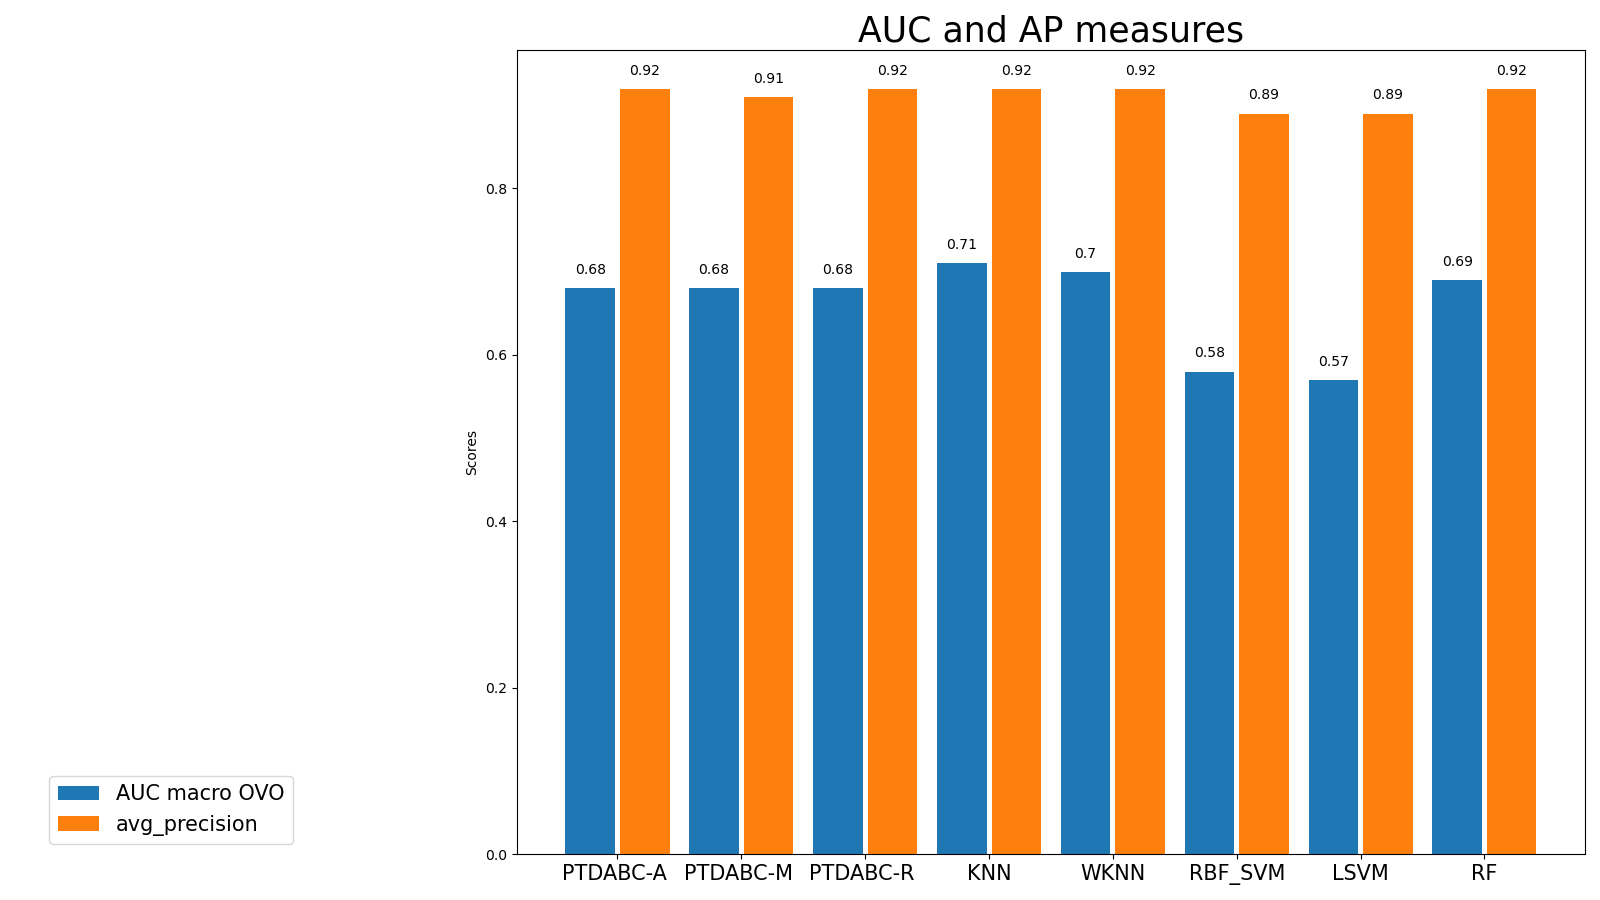 AUC and AP measures
0.92
0.91
0.92
0.92
0.92
0.89
0.89
0.92
0.68
0.68
0.68
0.71
0.7
0.58
0.57
0.69
0.8
0.6
0.4
0.2
0.0
Scores
PTDABC-A
PTDABC-M
PTDABC-R
KNN
WKNN
RBF_SVM
LSVM
RF
AUC macro OVO
avg_precision